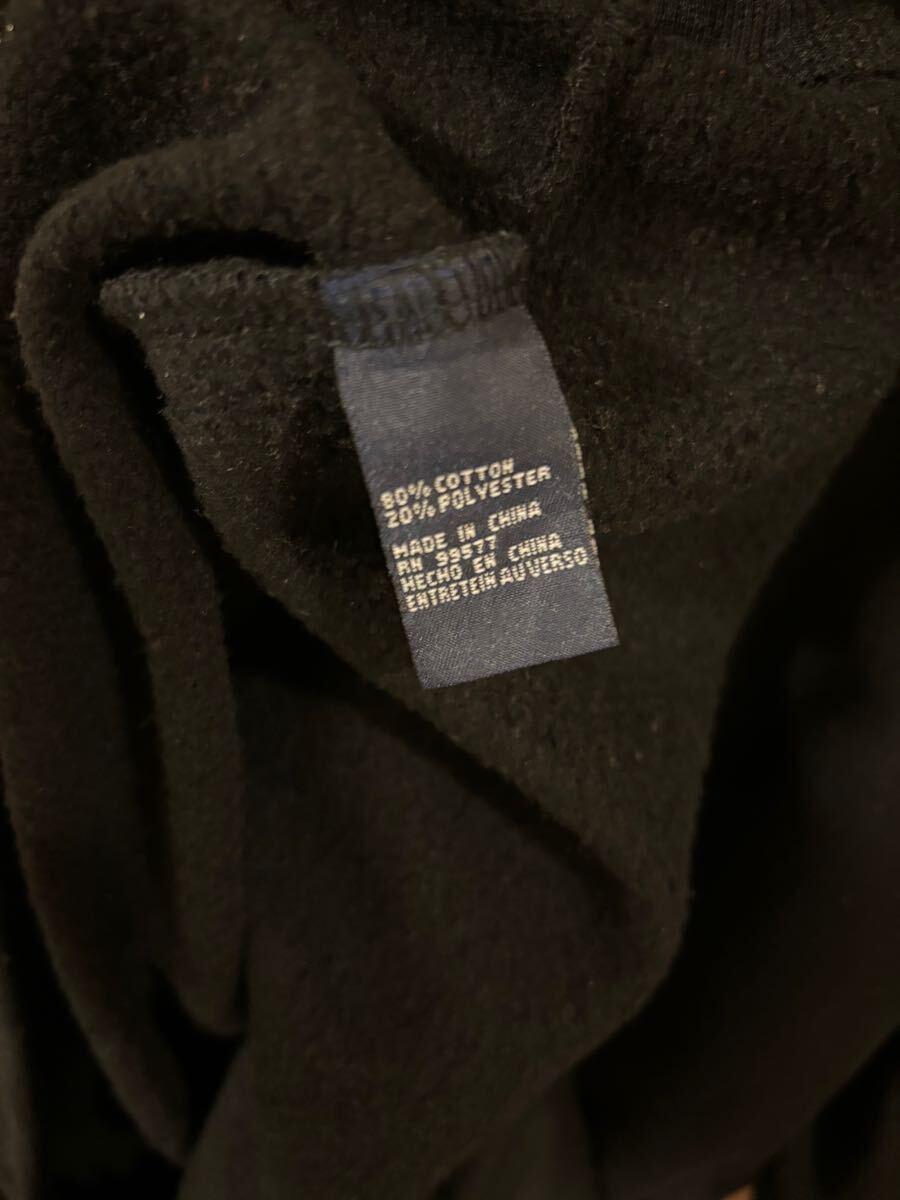 80% COTTON
20% POLYESTER
MADE IN CHINA
RN 99577
HECHO EN CHINA
ENTRETEIN AU VERSO